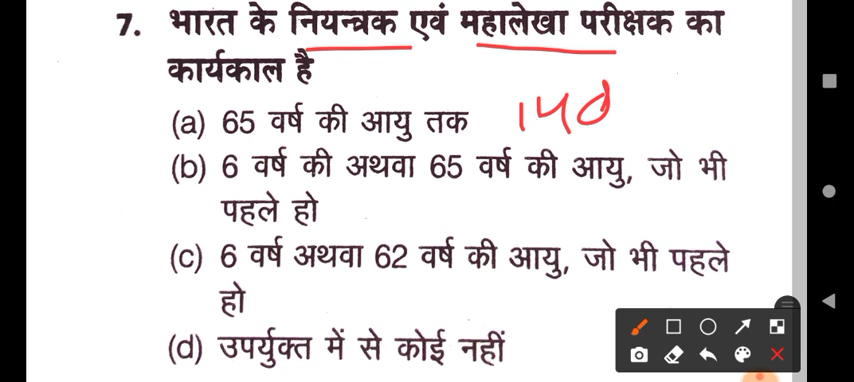 7. भारत के नियन्त्रक एवं महालेखा परीक्षक का
कार्यकाल है
(a) 65 वर्ष की आयु तक
(b) 6 वर्ष की अथवा 65 वर्ष की आयु, जो भी
पहले हो
(c) 6 वर्ष अथवा 62 वर्ष की आयु, जो भी पहले
हो
(d) उपर्युक्त में से कोई नहीं